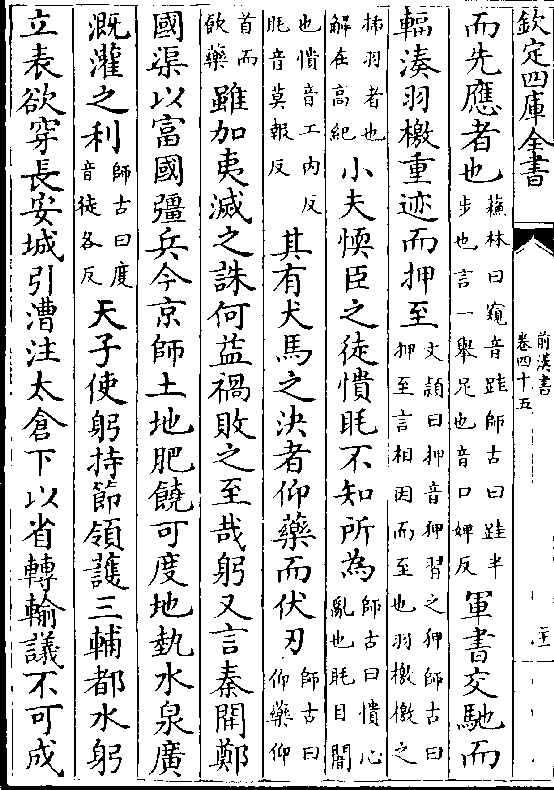 欽定四庫全書
前漢書
卷四十五
而先應者也蘇林曰窺音跬師古曰跬半
步也言一舉足也音口婢反軍書交馳而
輻湊羽檄重迹而押至文頴曰押音狎習之狎師古曰
押至言相因而至也羽檄檄之
揷羽者也
解在高紀小夫愞臣之徒憒眊不知所為師古曰憒心
亂也眊目闇
也憒音工内反
眊音莫報反其有犬馬之決者仰藥而伏刃師古曰
仰藥仰
首而
飲藥雖加夷滅之誅何益禍敗之至哉躬又言秦開鄭
國渠以富國彊兵今京師土地肥饒可度地埶水泉廣
溉灌之利師古曰度
音徒各反天子使躬持節領護三輔都水躬
立表欲穿長安城引漕注太倉下以省轉輸議不可成